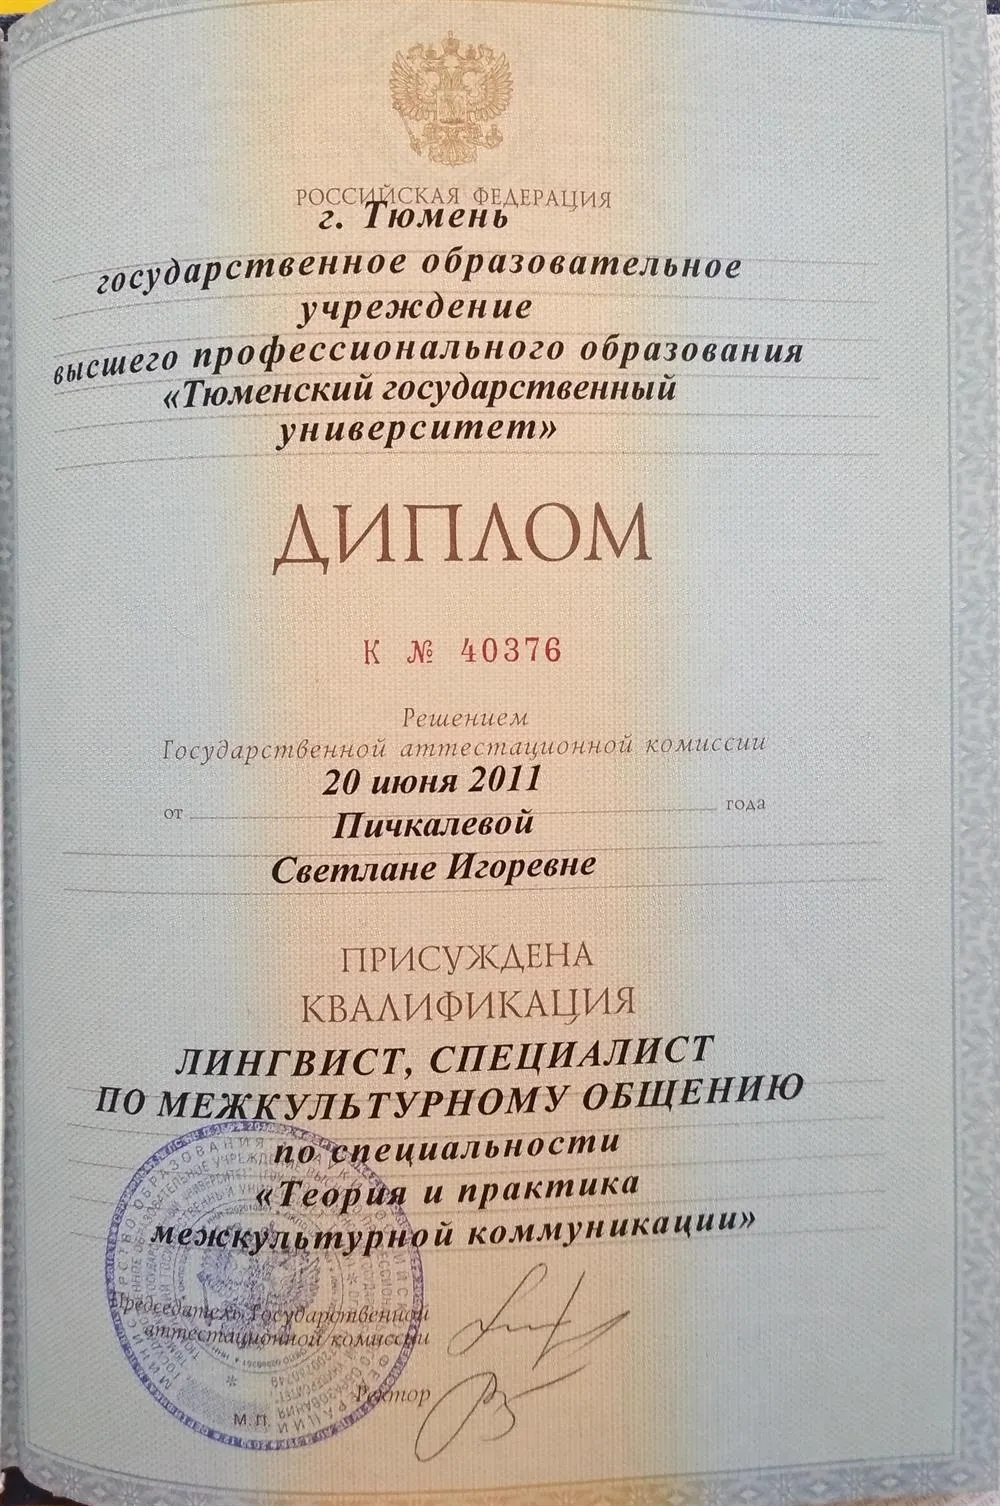 РОССИЙСКАЯ ФЕДЕРАЦИЯ
г. Тюмень
государственное образовательное
учреждение
высшего профессионального образования
«Тюменский государственный
университет»
ДИПЛОМ
К № 40376
Решением
Государственной аттестационной комиссии
20 июня 2011
от года
Пичкалевой
Светлане Игоревне
ПРИСУЖДЕНА
КВАЛИФИКАЦИЯ
ЛИНГВИСТ, СПЕЦИАЛИСТ
ПО МЕЖКУЛЬТУРНОМУ ОБЩЕНИЮ
по специальности
«Теория и практика
межкультурной коммуникации»
Председатель Государственной
аттестационной комиссии
Ректор
М. П.